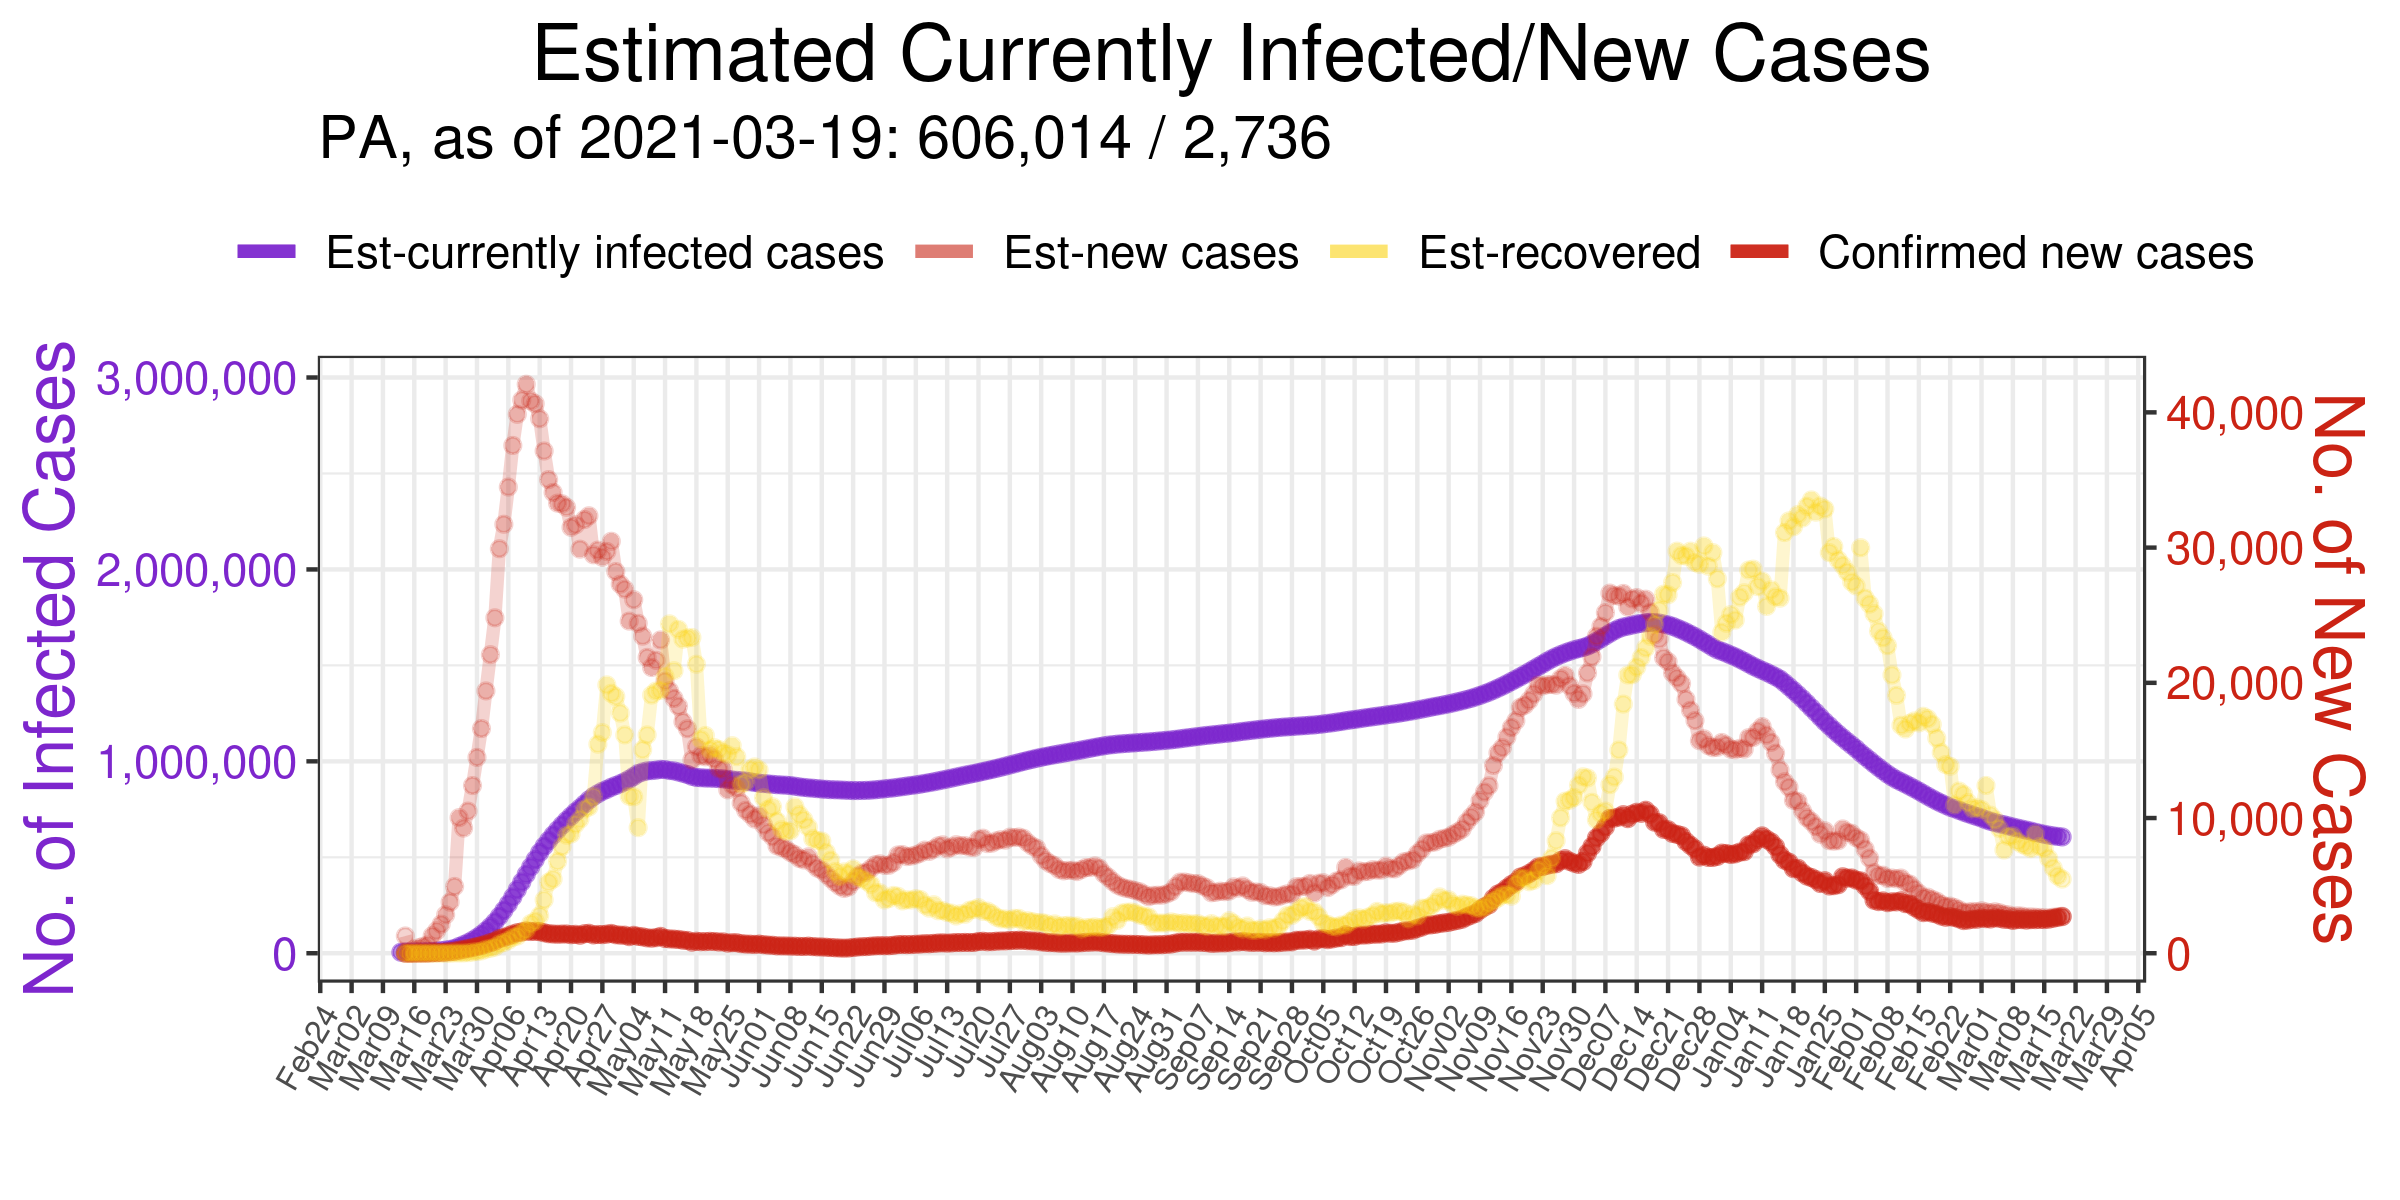 Estimated Currently Infected/New Cases
PA, as of 2021-03-19: 606,014 / 2,736
Est-currently infected cases Est-new cases Est-recovered Confirmed new cases
No. of Infected Cases
3,000,000
2,000,000
1,000,000
0
40,000
30,000
20,000
10,000
0
No. of New Cases
Feb24 Mar02 Mar09 Mar16 Mar23 Mar30 Apr06 Apr13 Apr20 Apr27 May04 May11 May18 May25 Jun01 Jun08 Jun15 Jun22 Jun29 Jul06 Jul13 Jul20 Jul27 Aug03 Aug10 Aug17 Aug24 Aug31 Sep07 Sep14 Sep21 Sep28 Oct05 Oct12 Oct19 Oct26 Nov02 Nov09 Nov16 Nov23 Nov30 Dec07 Dec14 Dec21 Dec28 Jan04 Jan11 Jan18 Jan25 Feb01 Feb08 Feb15 Feb22 Mar01 Mar08 Mar15 Mar22 Mar29 Apr05